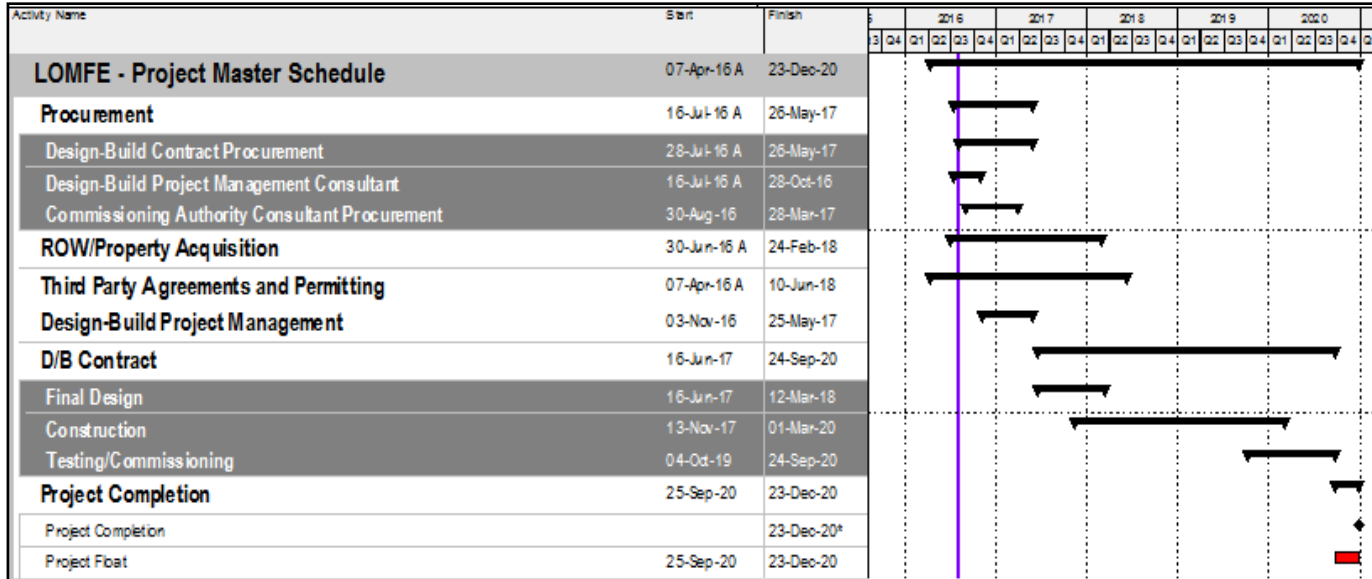 Activity Name Start Finish 5 2016 2017 2018 2019 2020
Q3 Q4 Q1 Q2 Q3 Q4 Q1 Q2 Q3 Q4 Q1 Q2 Q3 Q4 Q1 Q2 Q3 Q4 Q1 Q2 Q3 Q4 Q
LOMFE - Project Master Schedule 07-Apr-16 A 23-Dec-20
Procurement 16-Jul-16 A 26-May-17
Design-Build Contract Procurement 28-Jul-16 A 26-May-17
Design-Build Project Management Consultant 16-Jul-16 A 28-Oct-16
Commissioning Authority Consultant Procurement 30-Aug-16 28-Mar-17
ROW/Property Acquisition 30-Jun-16 A 24-Feb-18
Third Party Agreements and Permitting 07-Apr-16 A 10-Jun-18
Design-Build Project Management 03-Nov-16 25-May-17
D/B Contract 16-Jun-17 24-Sep-20
Final Design 16-Jun-17 12-Mar-18
Construction 13-Nov-17 01-Mar-20
Testing/Commissioning 04-Oct-19 24-Sep-20
Project Completion 25-Sep-20 23-Dec-20
Project Completion 23-Dec-20*
Project Float 25-Sep-20 23-Dec-20